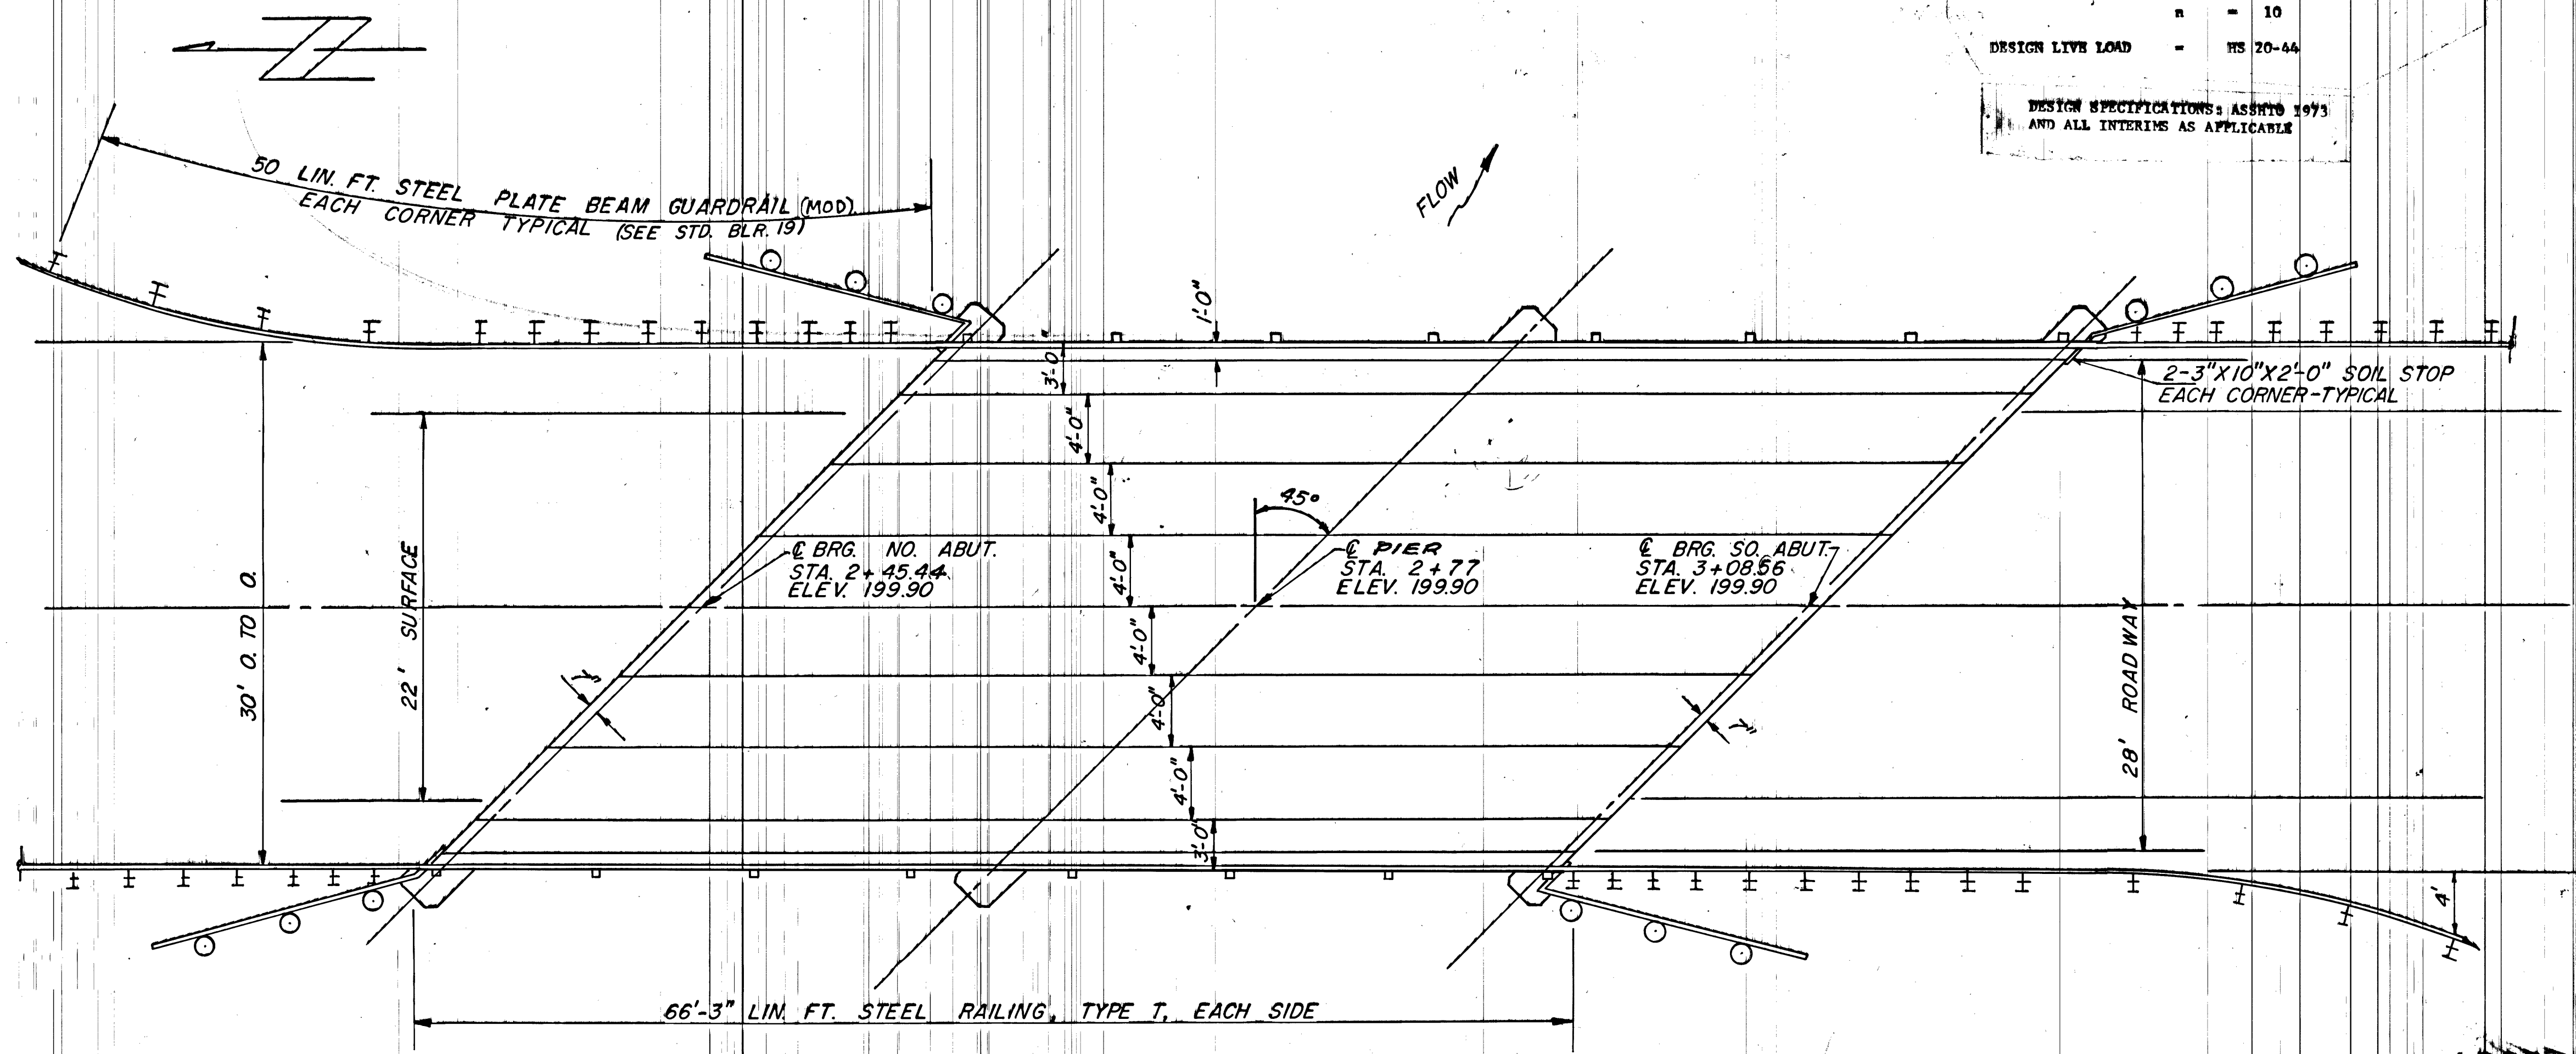 n = 10
DESIGN LIVE LOAD = HS 20-44
DESIGN SPECIFICATIONS: ASSHTO 1973
AND ALL INTERIMS AS APPLICABLE
50 LIN. FT. STEEL PLATE BEAM GUARDRAIL (MOD).
EACH CORNER TYPICAL (SEE STD. BLR. 19)
FLOW
1'-0"
3'-0"
2-3"X10"X2'-0" SOIL STOP
EACH CORNER-TYPICAL
4'-0"
4'-0"
45°
4'-0"
℄ BRG. NO. ABUT.
STA. 2+45.44
ELEV. 199.90
℄ PIER
STA. 2+77
ELEV. 199.90
℄ BRG. SO. ABUT.
STA. 3+08.56
ELEV. 199.90
30' O. TO O.
22' SURFACE
28' ROADWAY
4'-0"
4'-0"
4'-0"
3'-0"
4'
66'-3" LIN. FT. STEEL RAILING, TYPE T, EACH SIDE